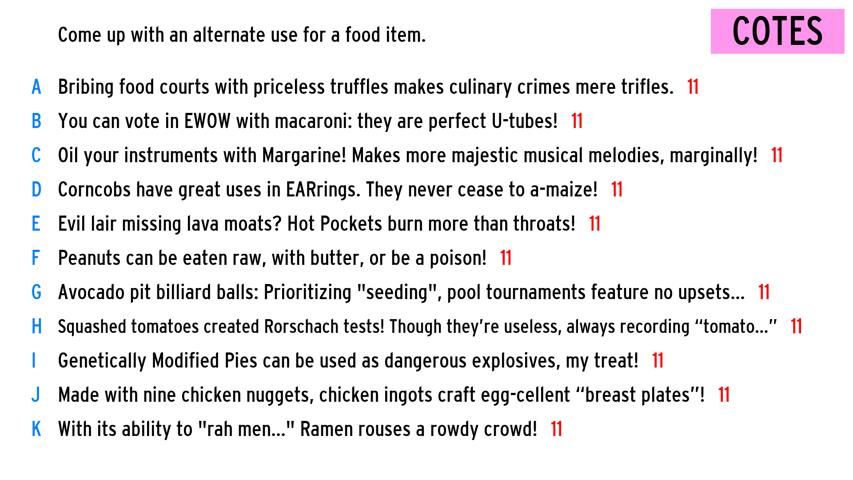 Come up with an alternate use for a food item.
COTES
A Bribing food courts with priceless truffles makes culinary crimes mere trifles. 11
B You can vote in EWOW with macaroni: they are perfect U-tubes! 11
C Oil your instruments with Margarine! Makes more majestic musical melodies, marginally! 11
D Corncobs have great uses in EARrings. They never cease to a-maize! 11
E Evil lair missing lava moats? Hot Pockets burn more than throats! 11
F Peanuts can be eaten raw, with butter, or be a poison! 11
G Avocado pit billiard balls: Prioritizing "seeding", pool tournaments feature no upsets... 11
H Squashed tomatoes created Rorschach tests! Though they’re useless, always recording “tomato...” 11
I Genetically Modified Pies can be used as dangerous explosives, my treat! 11
J Made with nine chicken nuggets, chicken ingots craft egg-cellent “breast plates”! 11
K With its ability to "rah men..." Ramen rouses a rowdy crowd! 11